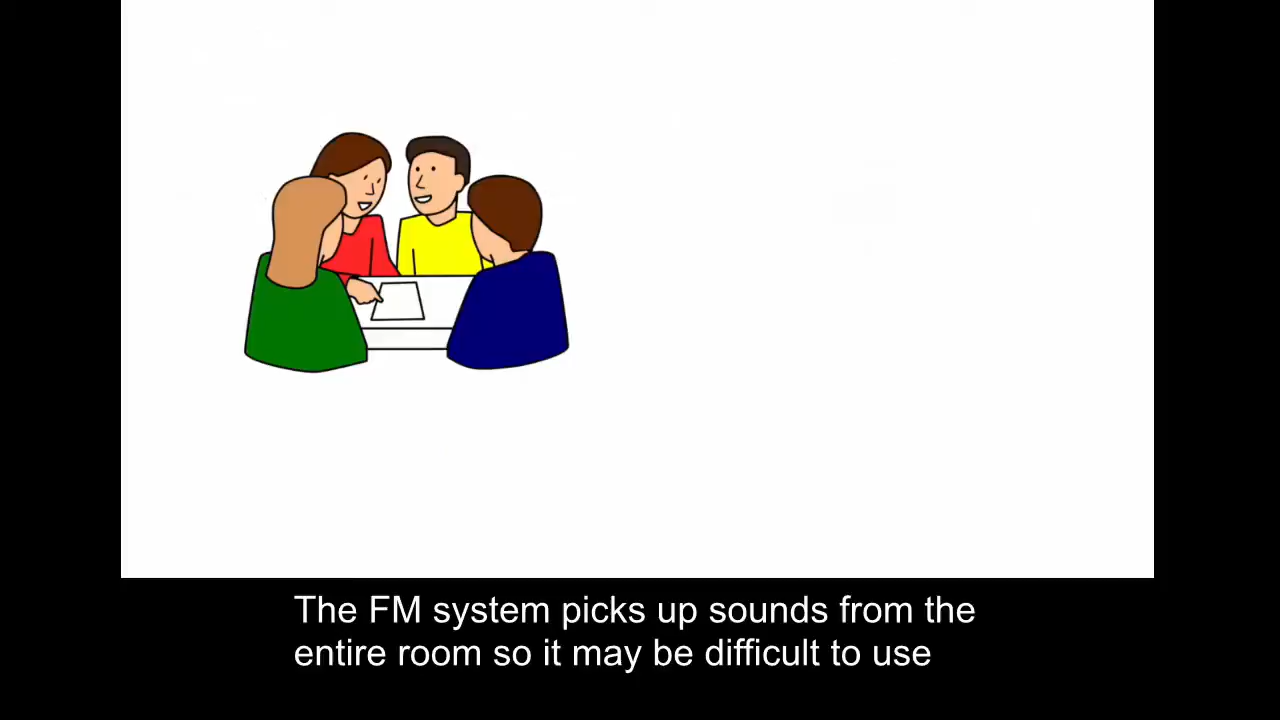 The FM system picks up sounds from the
entire room so it may be difficult to use